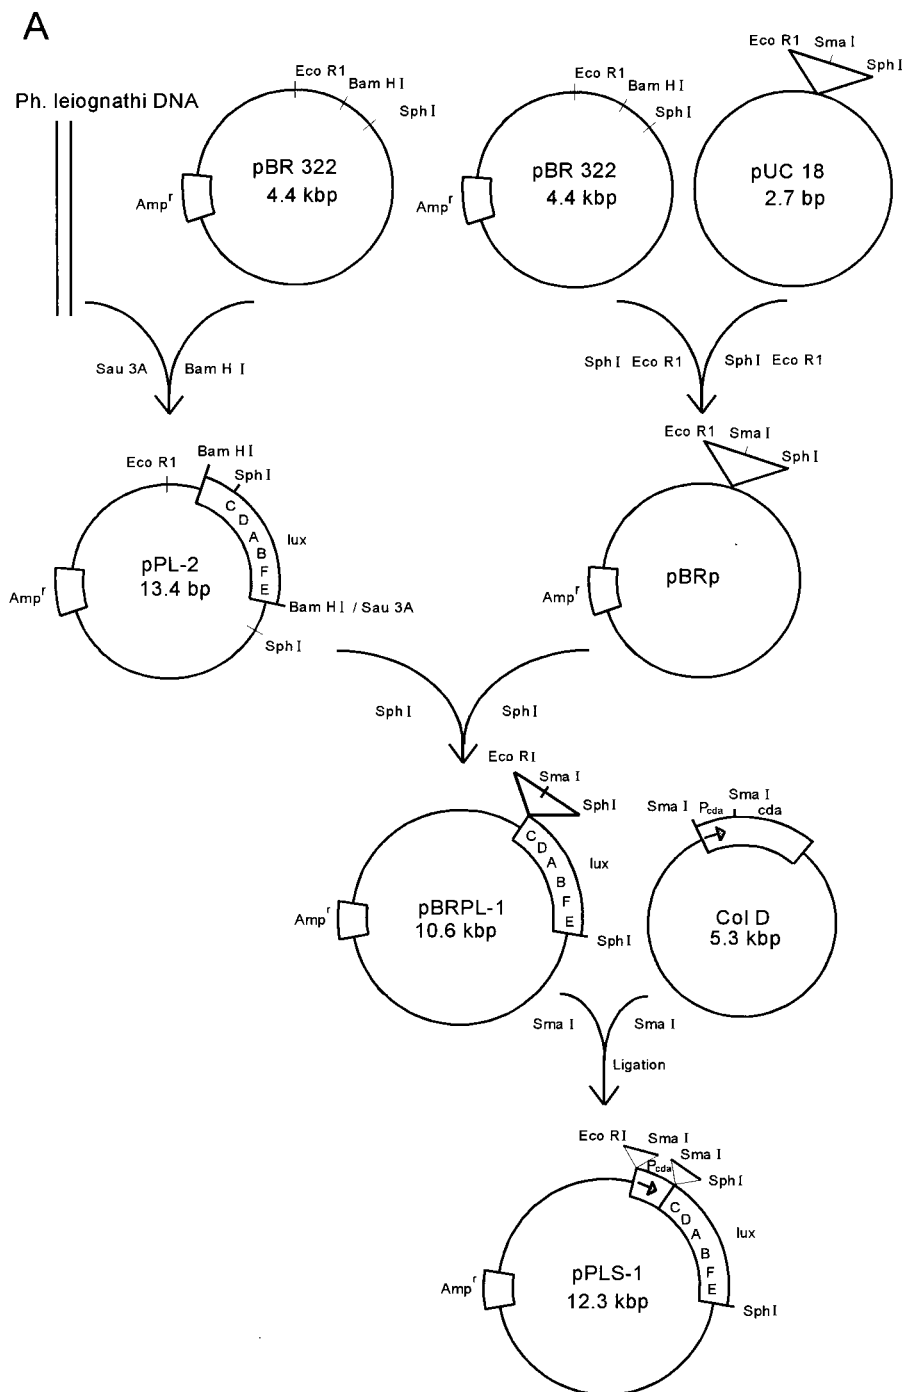 A
Ph. leiognathi DNA
Eco R1
Bam H I
Sph I
pBR 322
4.4 kbp
Amp^r
Eco R1
Bam H I
Sph I
pBR 322
4.4 kbp
Amp^r
Eco R1
Sma I
Sph I
pUC 18
2.7 bp
Sau 3A
Bam H I
Sph I Eco R1
Sph I Eco R1
Eco R1
Bam H I
Sph I
C
D
A
B
F
E
lux
pPL-2
13.4 bp
Amp^r
Bam H I / Sau 3A
Sph I
Eco R1
Sma I
Sph I
pBRp
Amp^r
Sph I
Sph I
Eco RI
Sma I
Sph I
C
D
A
B
F
E
lux
pBRPL-1
10.6 kbp
Amp^r
Sph I
Sma I
P_cda
Sma I
cda
Col D
5.3 kbp
Sma I
Sma I
Ligation
Eco RI
Sma I
Sma I
P_cda
Sph I
C
D
A
B
F
E
lux
pPLS-1
12.3 kbp
Amp^r
Sph I